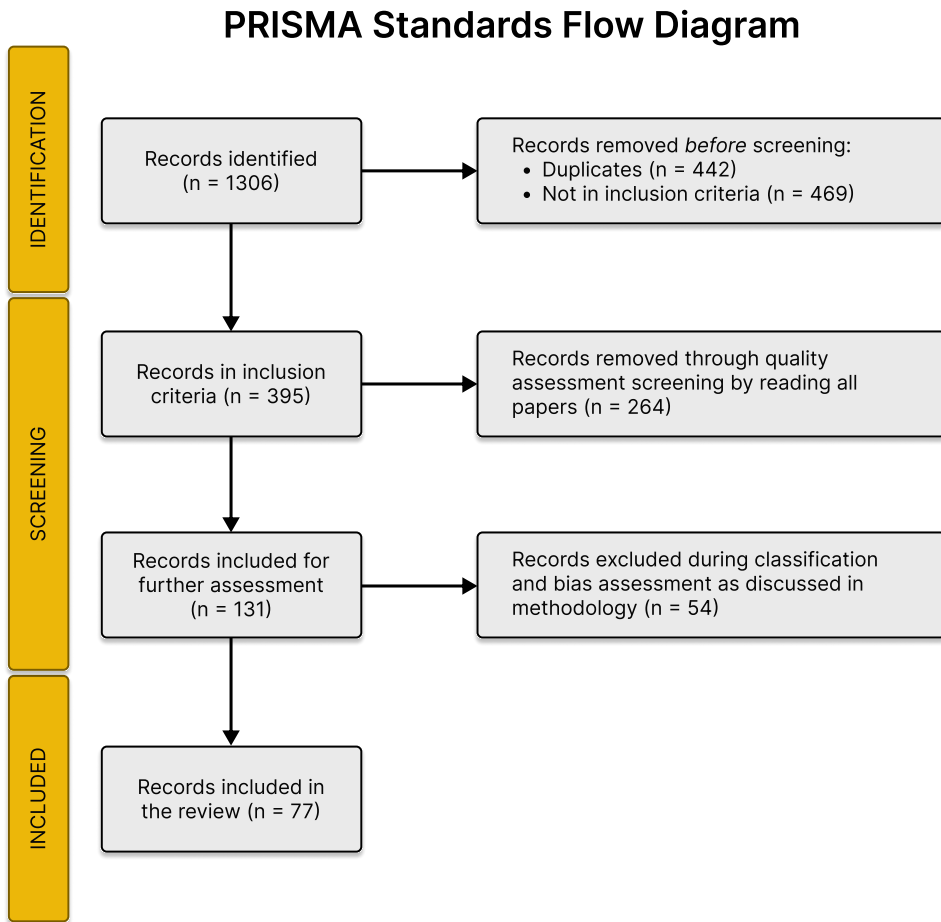 PRISMA Standards Flow Diagram
IDENTIFICATION
Records identified
(n = 1306)
Records removed before screening:
• Duplicates (n = 442)
• Not in inclusion criteria (n = 469)
SCREENING
Records in inclusion
criteria (n = 395)
Records removed through quality
assessment screening by reading all
papers (n = 264)
Records included for
further assessment
(n = 131)
Records excluded during classification
and bias assessment as discussed in
methodology (n = 54)
INCLUDED
Records included in
the review (n = 77)